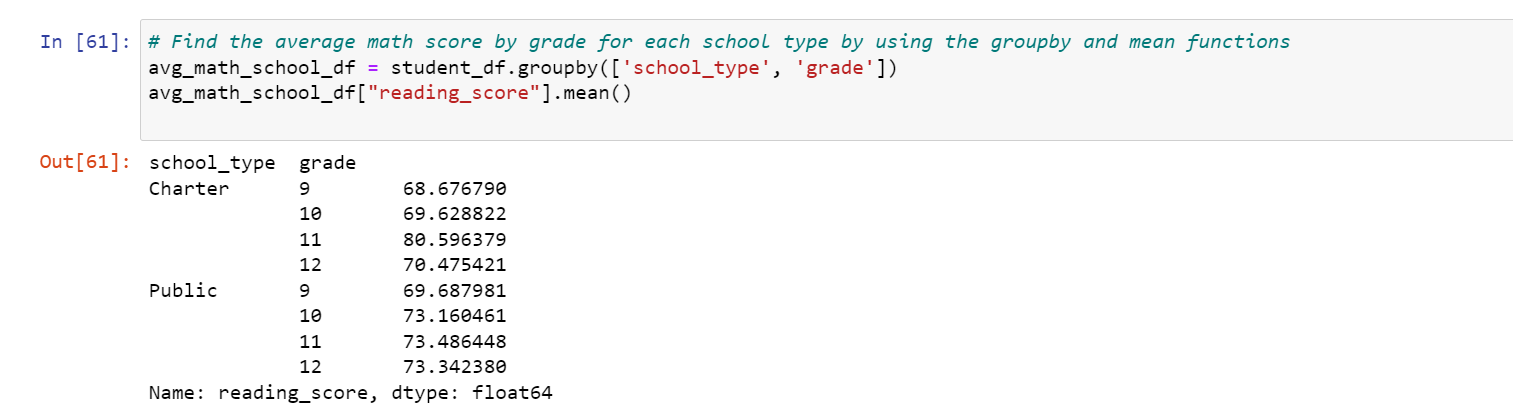 In [61]: # Find the average math score by grade for each school type by using the groupby and mean functions
avg_math_school_df = student_df.groupby(['school_type', 'grade'])
avg_math_school_df["reading_score"].mean()
Out[61]: school_type grade
Charter 9 68.676790
10 69.628822
11 80.596379
12 70.475421
Public 9 69.687981
10 73.160461
11 73.486448
12 73.342380
Name: reading_score, dtype: float64